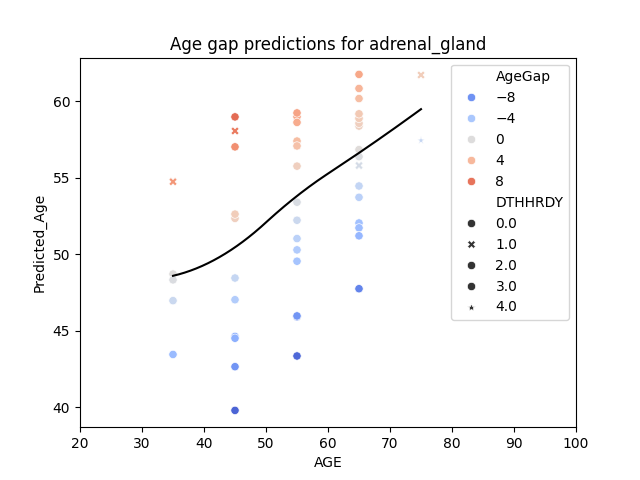 Age gap predictions for adrenal_gland
Predicted_Age
60
55
50
45
40
20 30 40 50 60 70 80 90 100
AGE
AgeGap
−8
−4
0
4
8
DTHHRDY
0.0
1.0
2.0
3.0
4.0